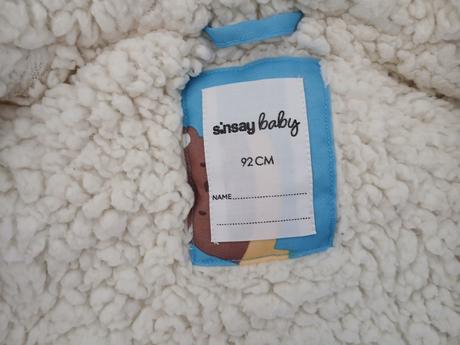 sinsay baby
92 CM
NAME..............................
..........................................